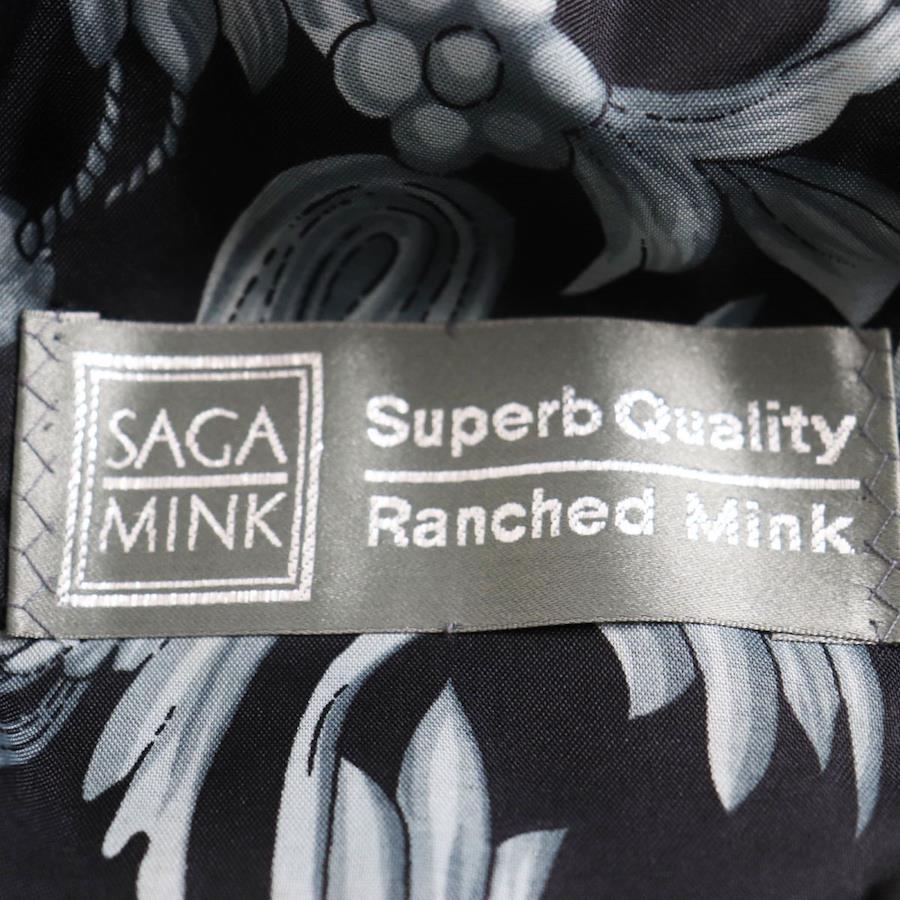 SAGA
MINK
Superb Quality
Ranched Mink